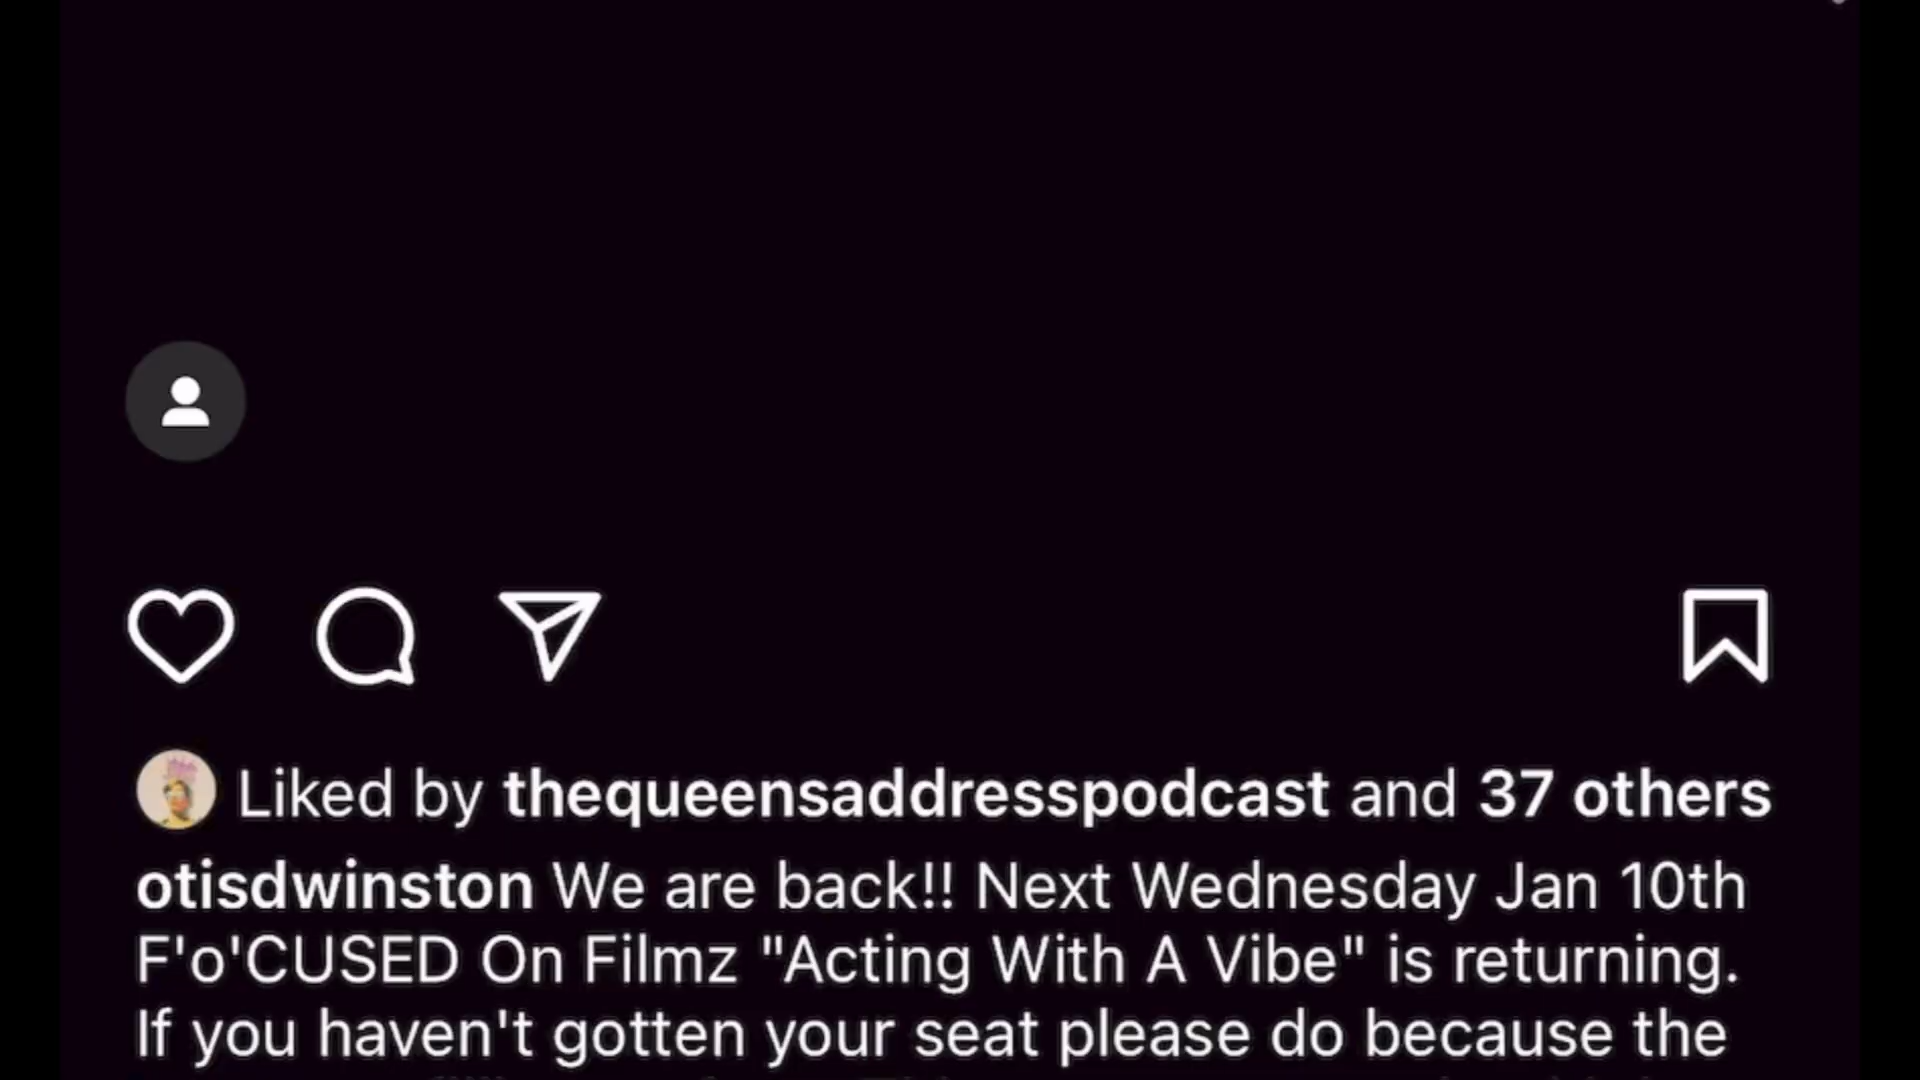 Liked by thequeensaddresspodcast and 37 others
otisdwinston We are back!! Next Wednesday Jan 10th
F'o'CUSED On Filmz "Acting With A Vibe" is returning.
If you haven't gotten your seat please do because the